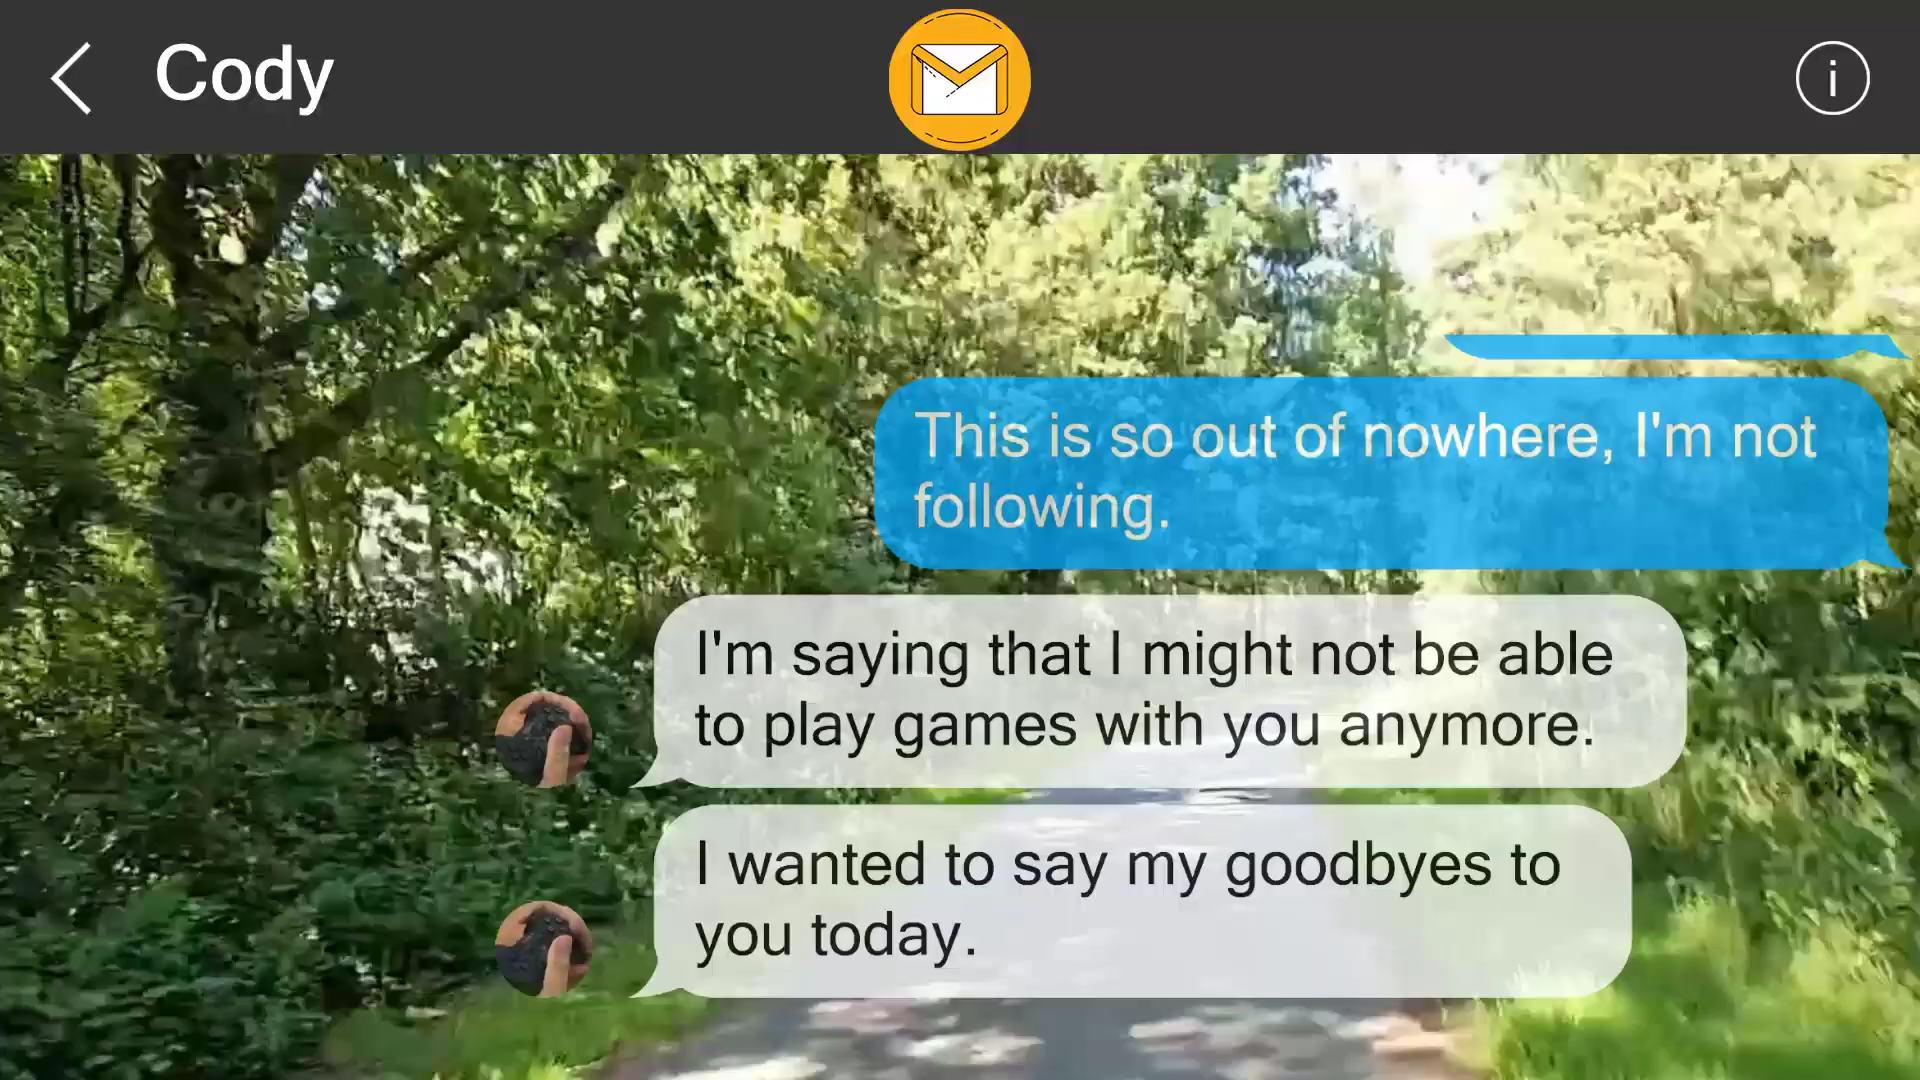 Cody
This is so out of nowhere, I'm not
following.
I'm saying that I might not be able
to play games with you anymore.
I wanted to say my goodbyes to
you today.